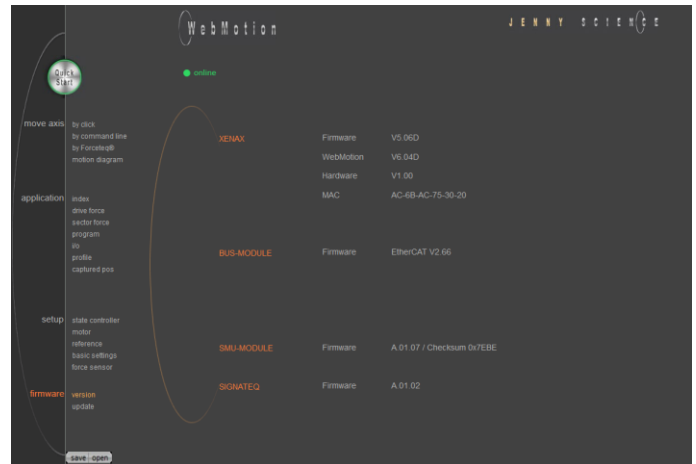 WebMotion
JENNY SCIENCE
Quick
Start
online
move axis
by click
by command line
by Forceteq®
motion diagram
application
index
drive force
sector force
program
i/o
profile
captured pos
setup
state controller
motor
reference
basic settings
force sensor
firmware
version
update
save open
XENAX Firmware V5.06D
WebMotion V6.04D
Hardware V1.00
MAC AC-6B-AC-75-30-20
BUS-MODULE Firmware EtherCAT V2.66
SMU-MODULE Firmware A.01.07 / Checksum 0x7EBE
SIGNATEQ Firmware A.01.02